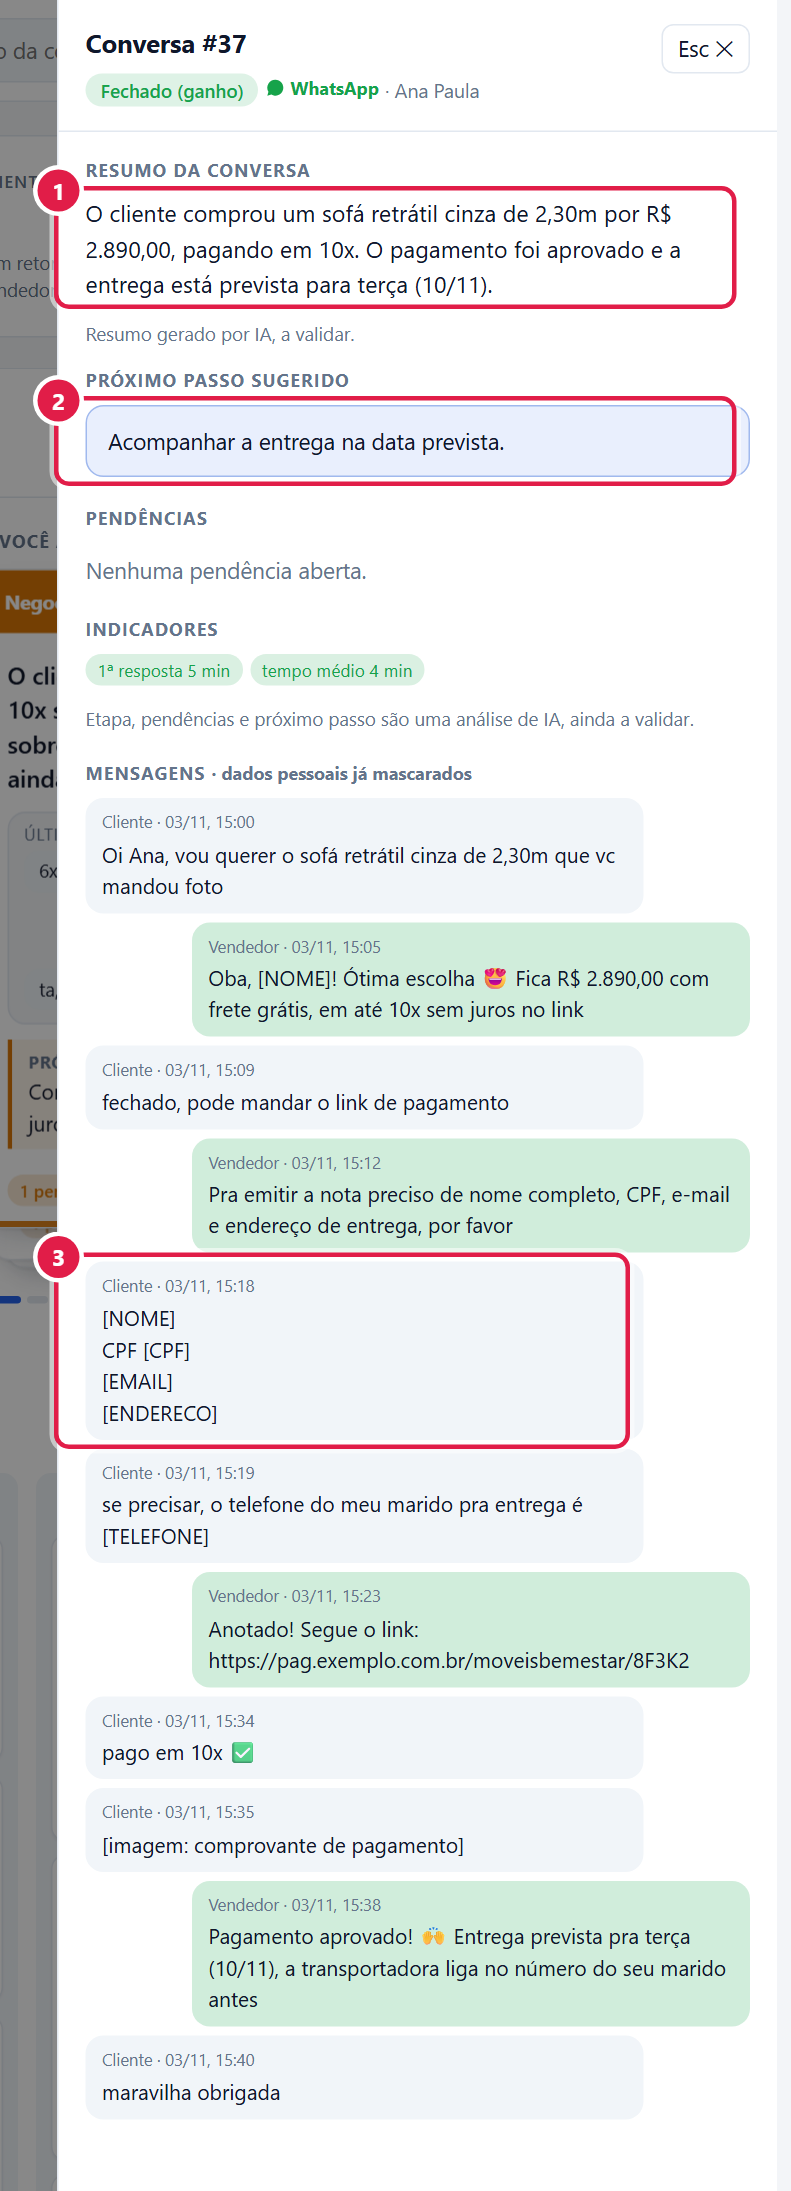 Conversa #37
Esc ✕
Fechado (ganho) WhatsApp · Ana Paula
RESUMO DA CONVERSA
1
O cliente comprou um sofá retrátil cinza de 2,30m por R$
2.890,00, pagando em 10x. O pagamento foi aprovado e a
entrega está prevista para terça (10/11).
Resumo gerado por IA, a validar.
PRÓXIMO PASSO SUGERIDO
2
Acompanhar a entrega na data prevista.
PENDÊNCIAS
Nenhuma pendência aberta.
INDICADORES
1ª resposta 5 min tempo médio 4 min
Etapa, pendências e próximo passo são uma análise de IA, ainda a validar.
MENSAGENS · dados pessoais já mascarados
Cliente · 03/11, 15:00
Oi Ana, vou querer o sofá retrátil cinza de 2,30m que vc
mandou foto
Vendedor · 03/11, 15:05
Oba, [NOME]! Ótima escolha 😍 Fica R$ 2.890,00 com
frete grátis, em até 10x sem juros no link
Cliente · 03/11, 15:09
fechado, pode mandar o link de pagamento
Vendedor · 03/11, 15:12
Pra emitir a nota preciso de nome completo, CPF, e-mail
e endereço de entrega, por favor
3
Cliente · 03/11, 15:18
[NOME]
CPF [CPF]
[EMAIL]
[ENDERECO]
Cliente · 03/11, 15:19
se precisar, o telefone do meu marido pra entrega é
[TELEFONE]
Vendedor · 03/11, 15:23
Anotado! Segue o link:
https://pag.exemplo.com.br/moveisbemestar/8F3K2
Cliente · 03/11, 15:34
pago em 10x ✅
Cliente · 03/11, 15:35
[imagem: comprovante de pagamento]
Vendedor · 03/11, 15:38
Pagamento aprovado! 🙌 Entrega prevista pra terça
(10/11), a transportadora liga no número do seu marido
antes
Cliente · 03/11, 15:40
maravilha obrigada